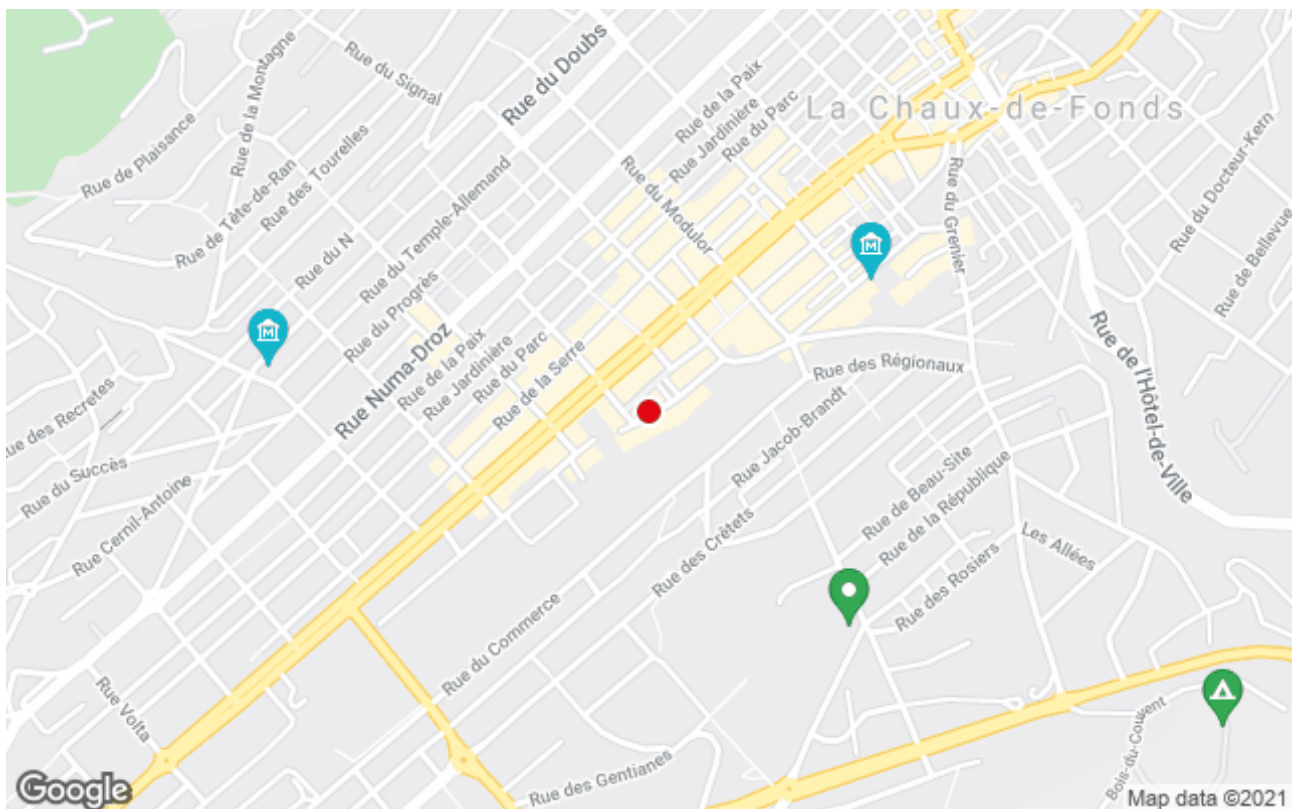 Rue de la Montagne
Rue du Signal
Rue du Doubs
Rue de la Paix
Rue Jardinière
Rue du Parc
La Chaux-de-Fonds
Rue de Plaisance
Rue de Tête-de-Ran
Rue des Tourelles
Rue du Temple-Allemand
Rue du Modulor
Rue du Grenier
Rue du Docteur-Kern
Rue de Bellevue
Rue du N
Rue du Progrès
Rue Numa-Droz
Rue de la Paix
Rue Jardinière
Rue du Parc
Rue de la Serre
Rue des Régionaux
Rue de l'Hôtel-de-Ville
ue des Recretes
Rue du Succès
Rue Cernil-Antoine
Rue Jacob-Brandt
Rue de Beau-Site
Rue de la République
Rue des Crêtets
Les Allées
Rue des Rosiers
Rue du Commerce
Rue Volta
Rue des Gentianes
Bois-du-Couvent
Google
Map data ©2021